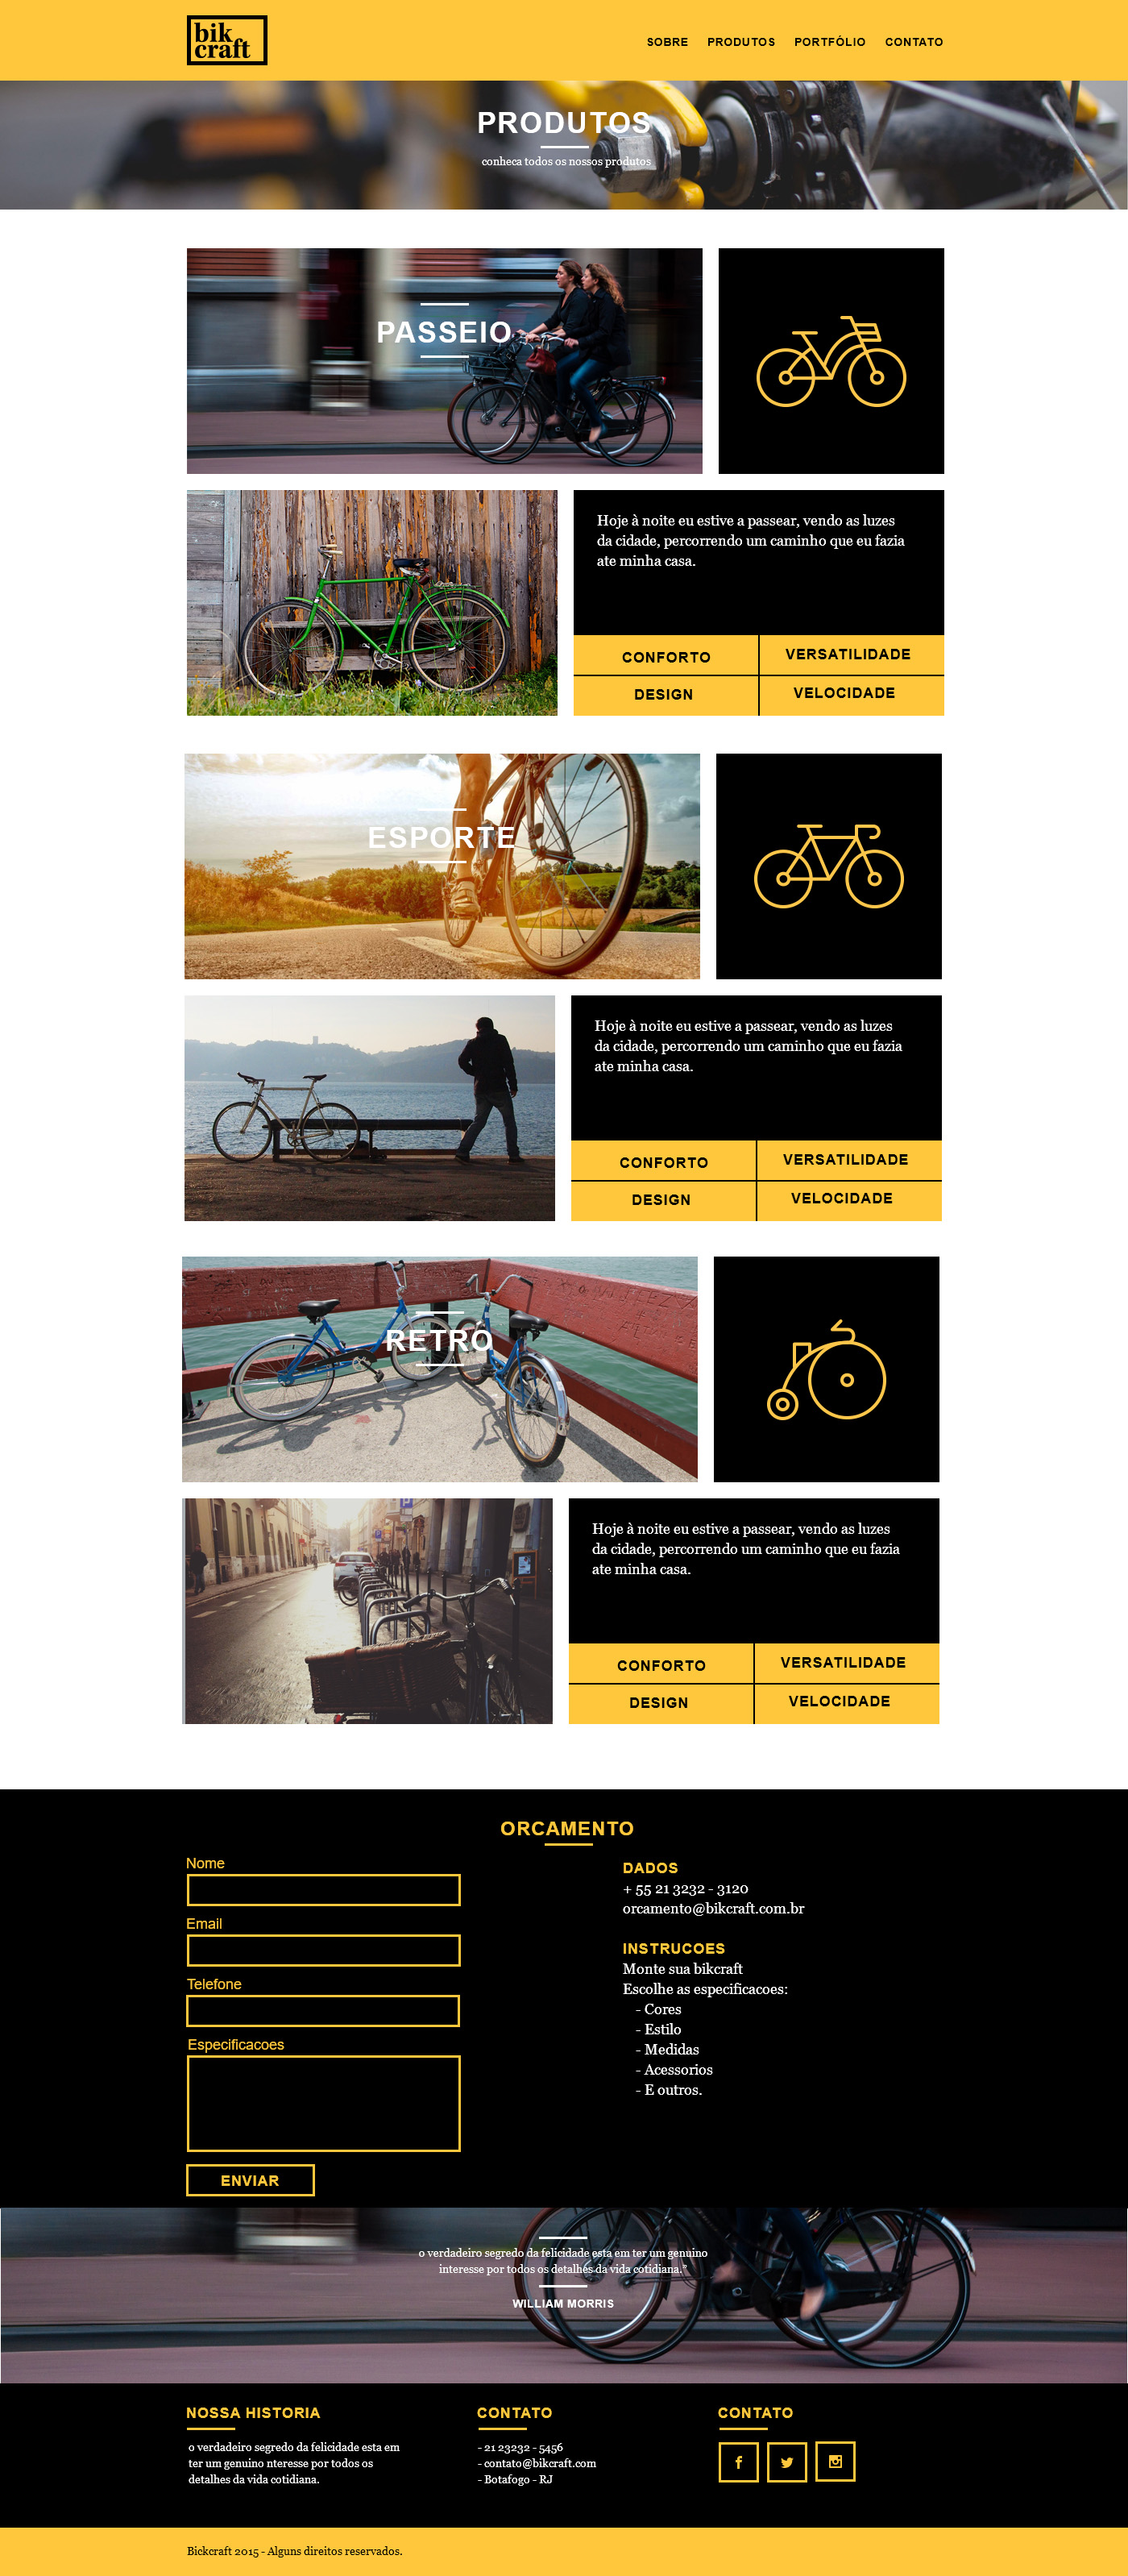 bik
craft
SOBRE PRODUTOS PORTFÓLIO CONTATO
PRODUTOS
conheca todos os nossos produtos
PASSEIO
Hoje à noite eu estive a passear, vendo as luzes
da cidade, percorrendo um caminho que eu fazia
ate minha casa.
CONFORTO VERSATILIDADE
DESIGN VELOCIDADE
ESPORTE
Hoje à noite eu estive a passear, vendo as luzes
da cidade, percorrendo um caminho que eu fazia
ate minha casa.
CONFORTO VERSATILIDADE
DESIGN VELOCIDADE
RETRO
Hoje à noite eu estive a passear, vendo as luzes
da cidade, percorrendo um caminho que eu fazia
ate minha casa.
CONFORTO VERSATILIDADE
DESIGN VELOCIDADE
ORCAMENTO
Nome
Email
Telefone
Especificacoes
ENVIAR
DADOS
+ 55 21 3232 - 3120
orcamento@bikcraft.com.br
INSTRUCOES
Monte sua bikcraft
Escolhe as especificacoes:
- Cores
- Estilo
- Medidas
- Acessorios
- E outros.
o verdadeiro segredo da felicidade esta em ter um genuino
interesse por todos os detalhes da vida cotidiana."
WILLIAM MORRIS
NOSSA HISTORIA
o verdadeiro segredo da felicidade esta em
ter um genuino nteresse por todos os
detalhes da vida cotidiana.
CONTATO
- 21 23232 - 5456
- contato@bikcraft.com
- Botafogo - RJ
CONTATO
Bickcraft 2015 - Alguns direitos reservados.